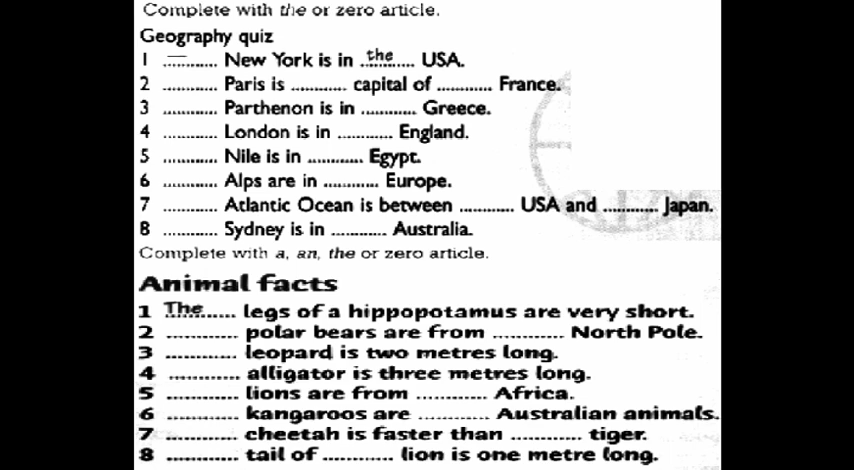 Complete with the or zero article.
Geography quiz
1 ...—... New York is in ...the... USA.
2 ............ Paris is ............ capital of ............ France.
3 ............ Parthenon is in ............ Greece.
4 ............ London is in ............ England.
5 ............ Nile is in ............ Egypt.
6 ............ Alps are in ............ Europe.
7 ............ Atlantic Ocean is between ............ USA and ............ Japan.
8 ............ Sydney is in ............ Australia.
Complete with a, an, the or zero article.
Animal facts
1 The...... legs of a hippopotamus are very short.
2 ............ polar bears are from ............ North Pole.
3 ............ leopard is two metres long.
4 ............ alligator is three metres long.
5 ............ lions are from ............ Africa.
6 ............ kangaroos are ............ Australian animals.
7 ............ cheetah is faster than ............ tiger.
8 ............ tail of ............ lion is one metre long.